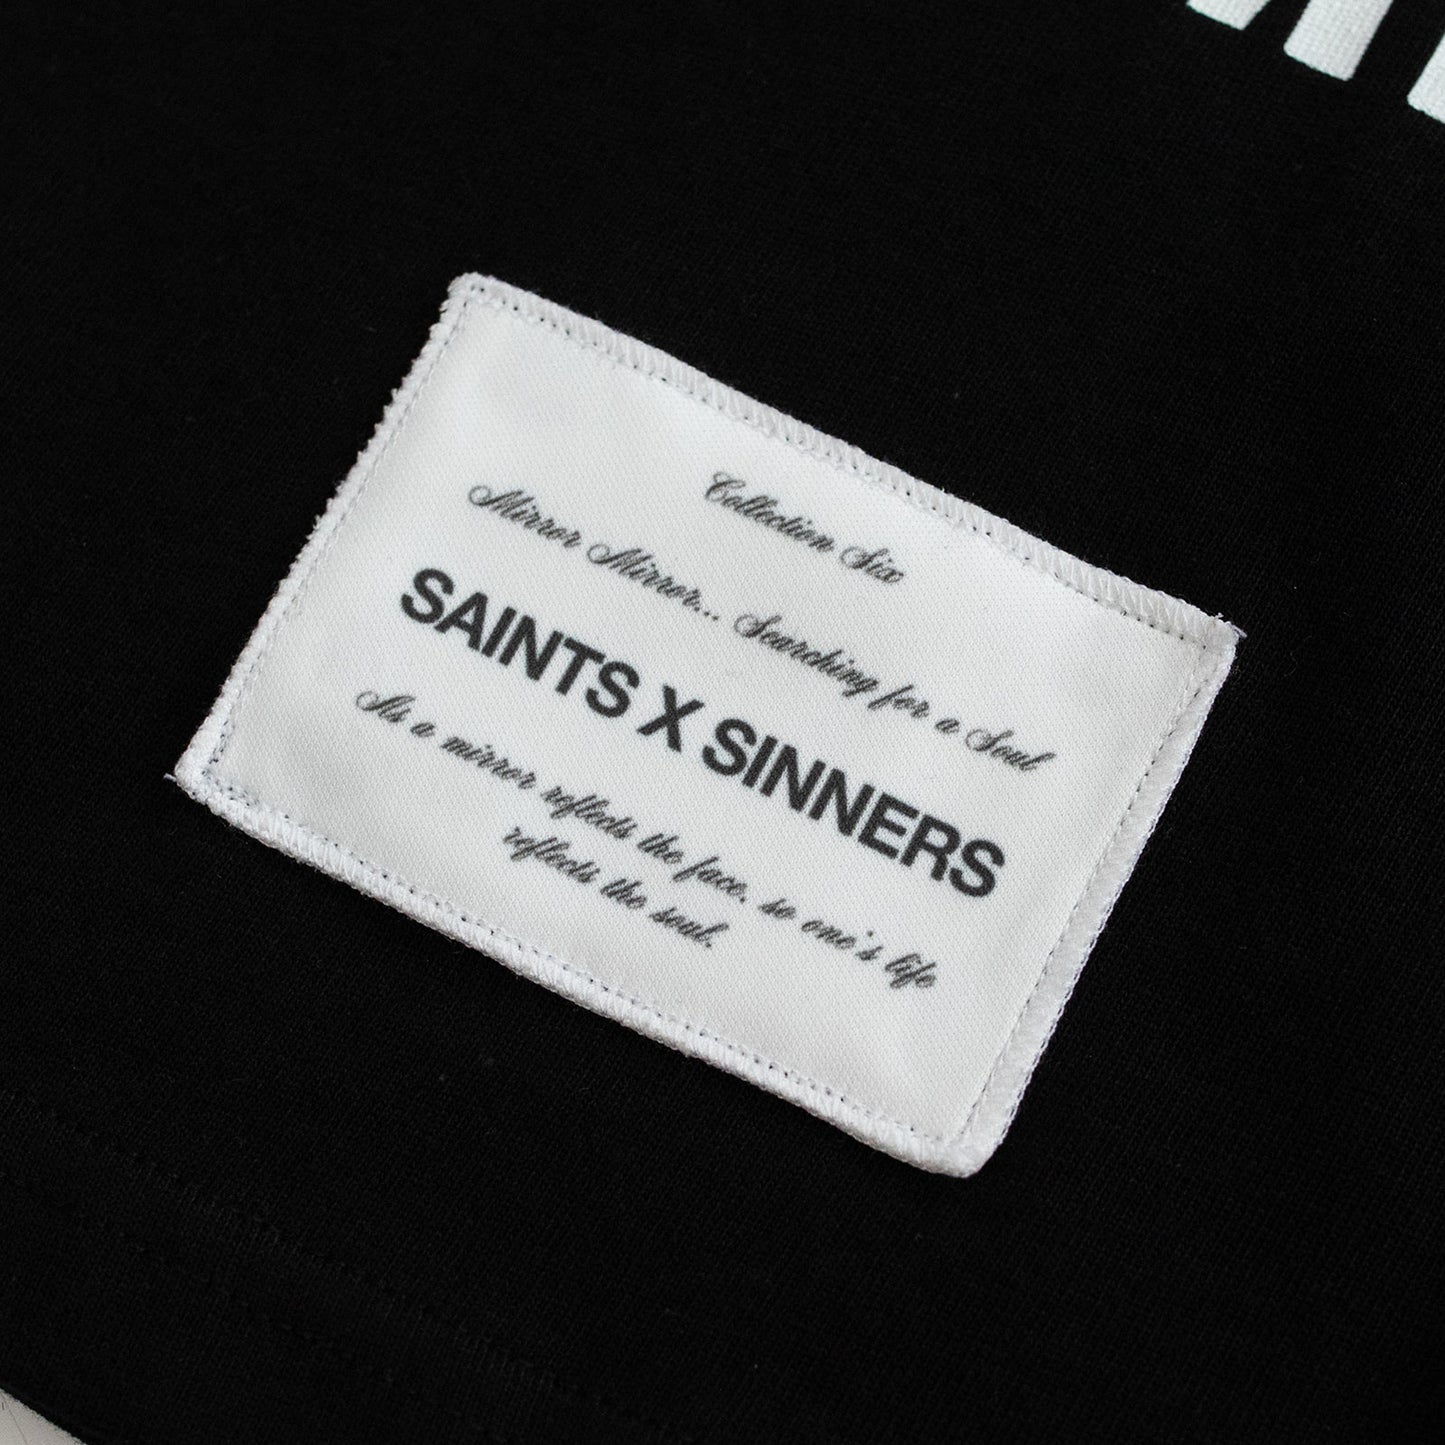 Collection Six
Mirror Mirror... Searching for a Soul
SAINTS X SINNERS
As a mirror reflects the face, so one's life
reflects the soul.